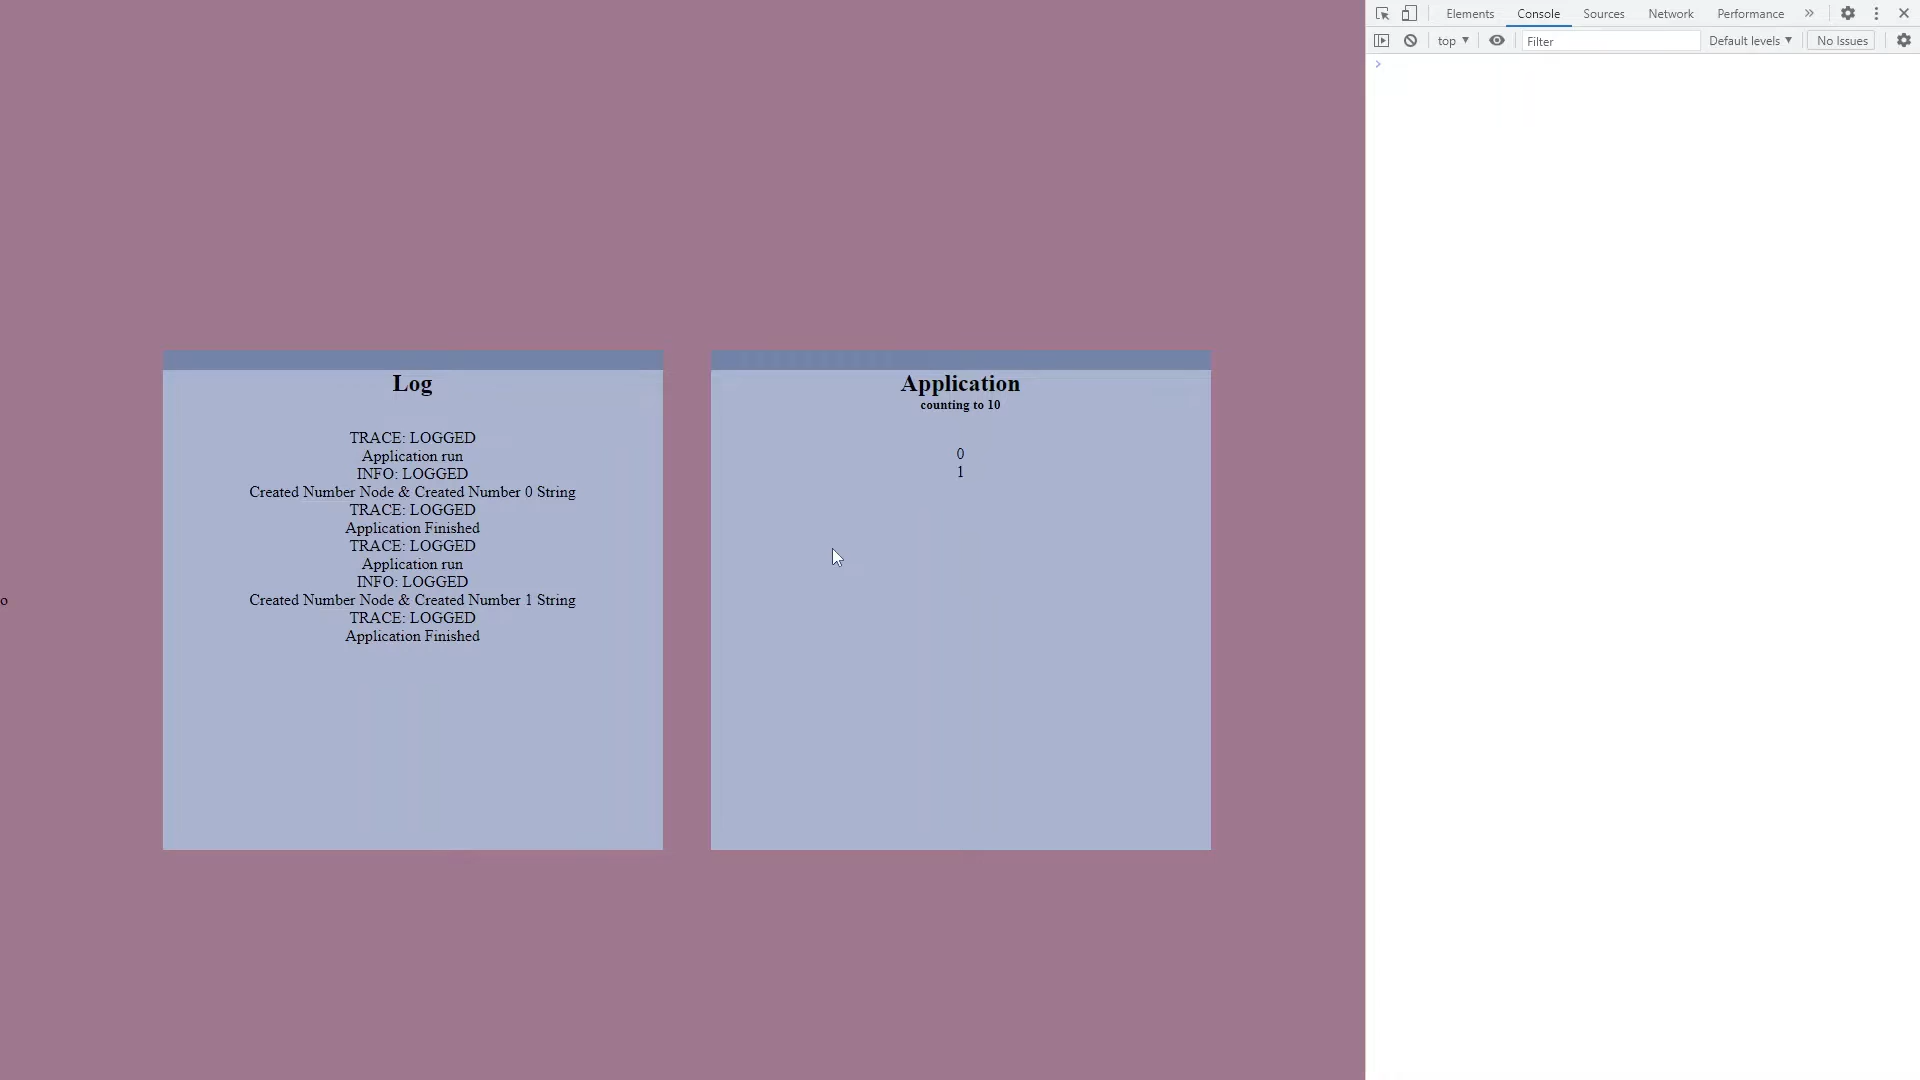 Elements Console Sources Network Performance
top Filter Default levels No Issues
Log
TRACE: LOGGED
Application run
INFO: LOGGED
Created Number Node & Created Number 0 String
TRACE: LOGGED
Application Finished
TRACE: LOGGED
Application run
INFO: LOGGED
Created Number Node & Created Number 1 String
TRACE: LOGGED
Application Finished
Application
counting to 10
0
1
o